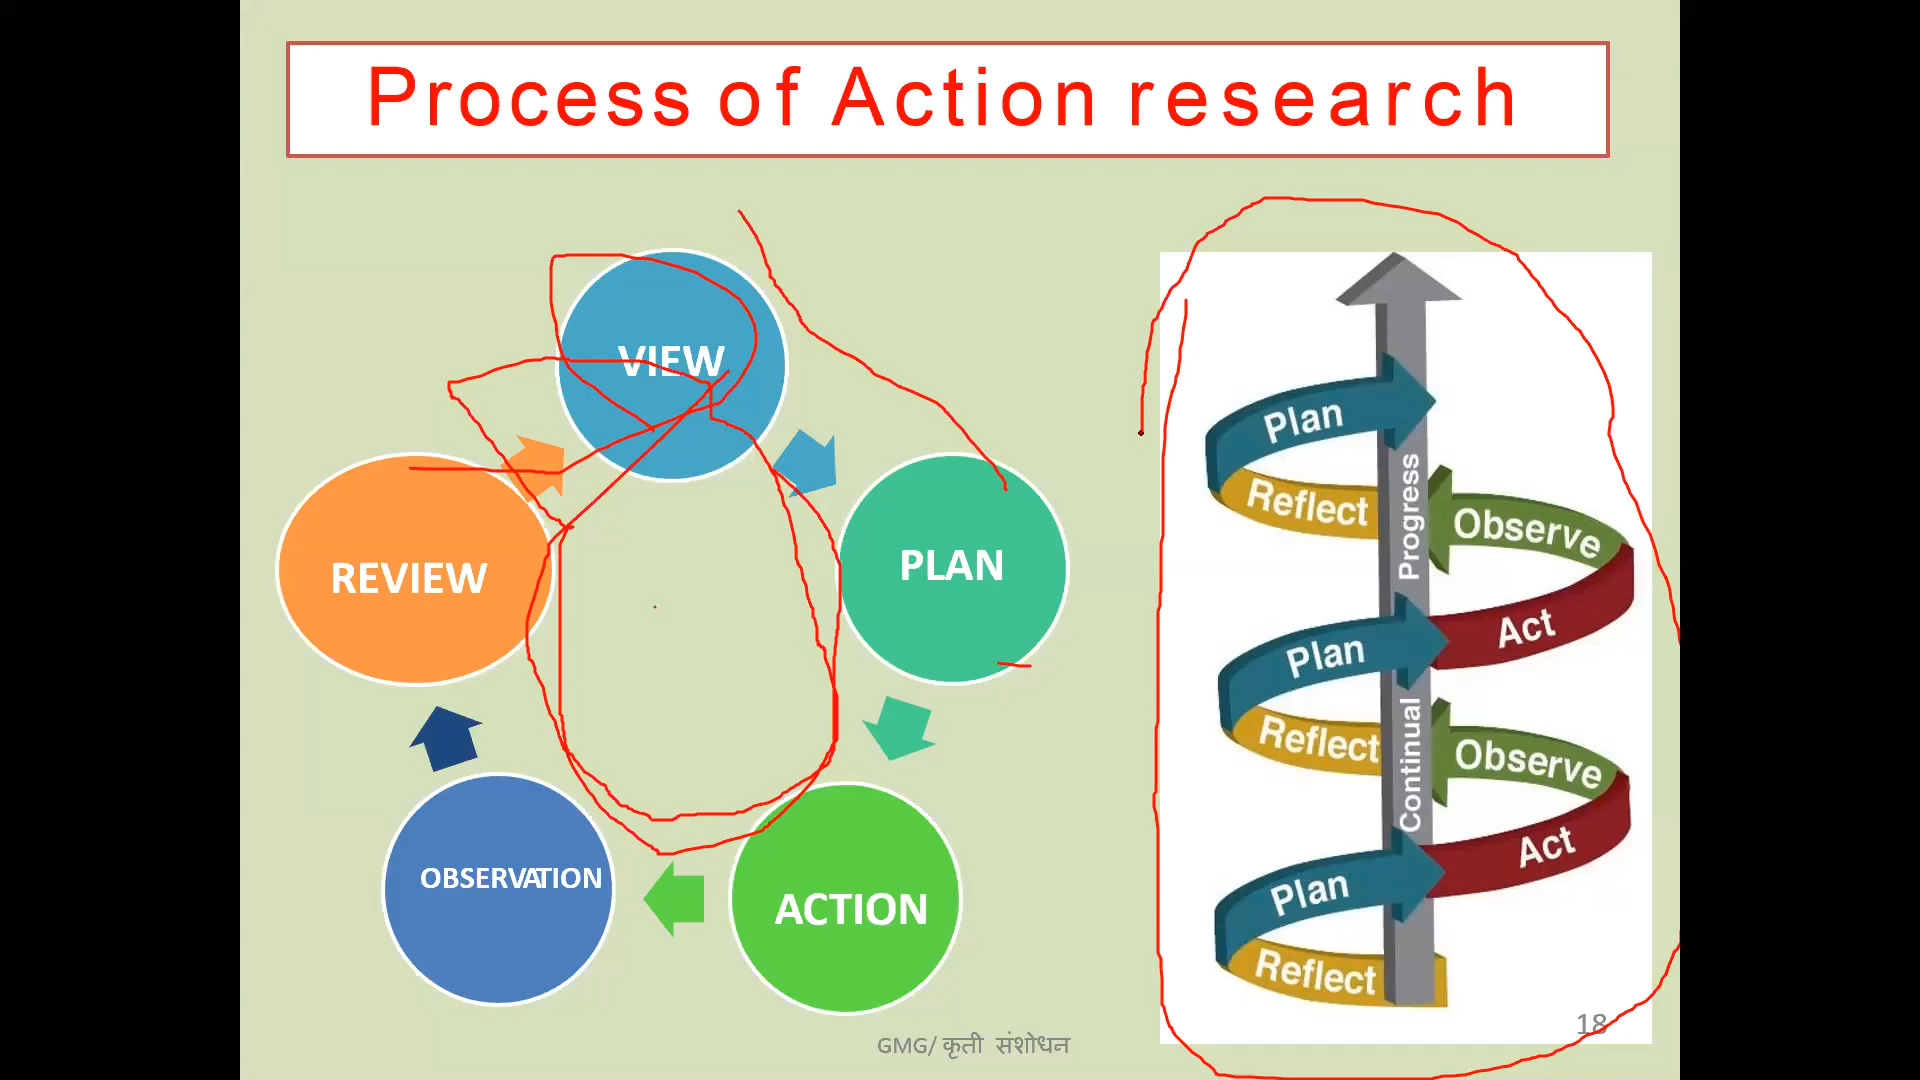 Process of Action research
VIEW
PLAN
ACTION
OBSERVATION
REVIEW
Plan
Reflect
Observe
Act
Plan
Reflect
Observe
Act
Plan
Reflect
Continual Progress
GMG/ कृती संशोधन
18